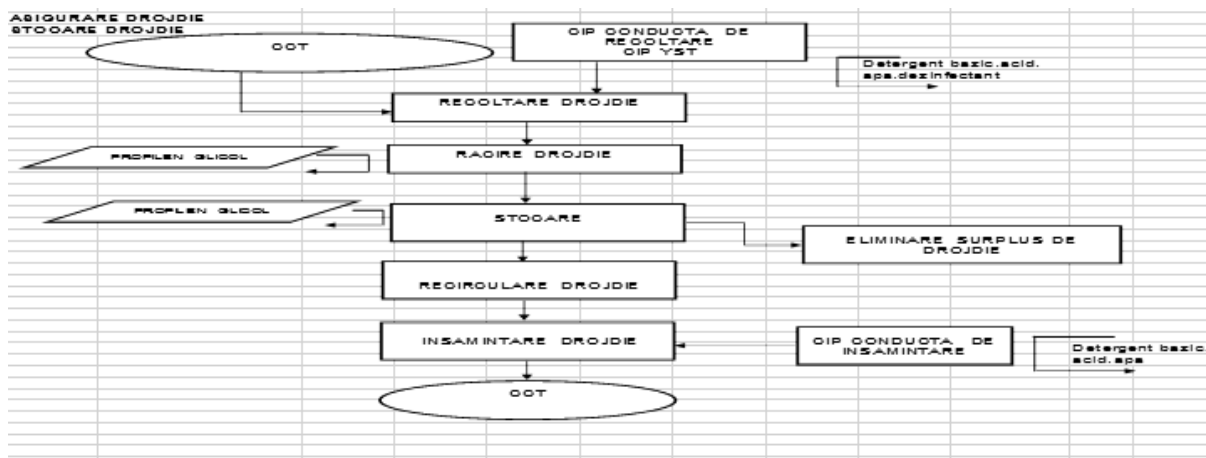 ASIGURARE DROJDIE
STOCARE DROJDIE
CCT
CIP CONDUCTA DE
RECOLTARE
CIP YST
Detergent bazic.acid.
apa.dezinfectant
RECOLTARE DROJDIE
PROPILEN GLICOL
RACIRE DROJDIE
PROPLEN GLICOL
STOCARE
ELIMINARE SURPLUS DE
DROJDIE
RECIRCULARE DROJDIE
INSAMINTARE DROJDIE
CIP CONDUCTA DE
INSAMINTARE
Detergent bazic.
acid.apa
CCT